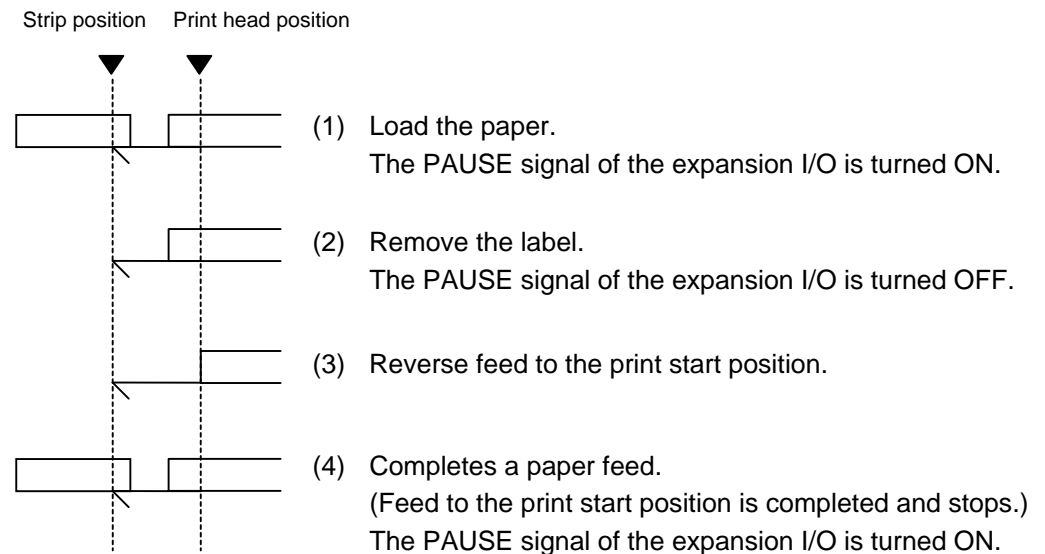 Strip position Print head position
(1) Load the paper.
The PAUSE signal of the expansion I/O is turned ON.
(2) Remove the label.
The PAUSE signal of the expansion I/O is turned OFF.
(3) Reverse feed to the print start position.
(4) Completes a paper feed.
(Feed to the print start position is completed and stops.)
The PAUSE signal of the expansion I/O is turned ON.